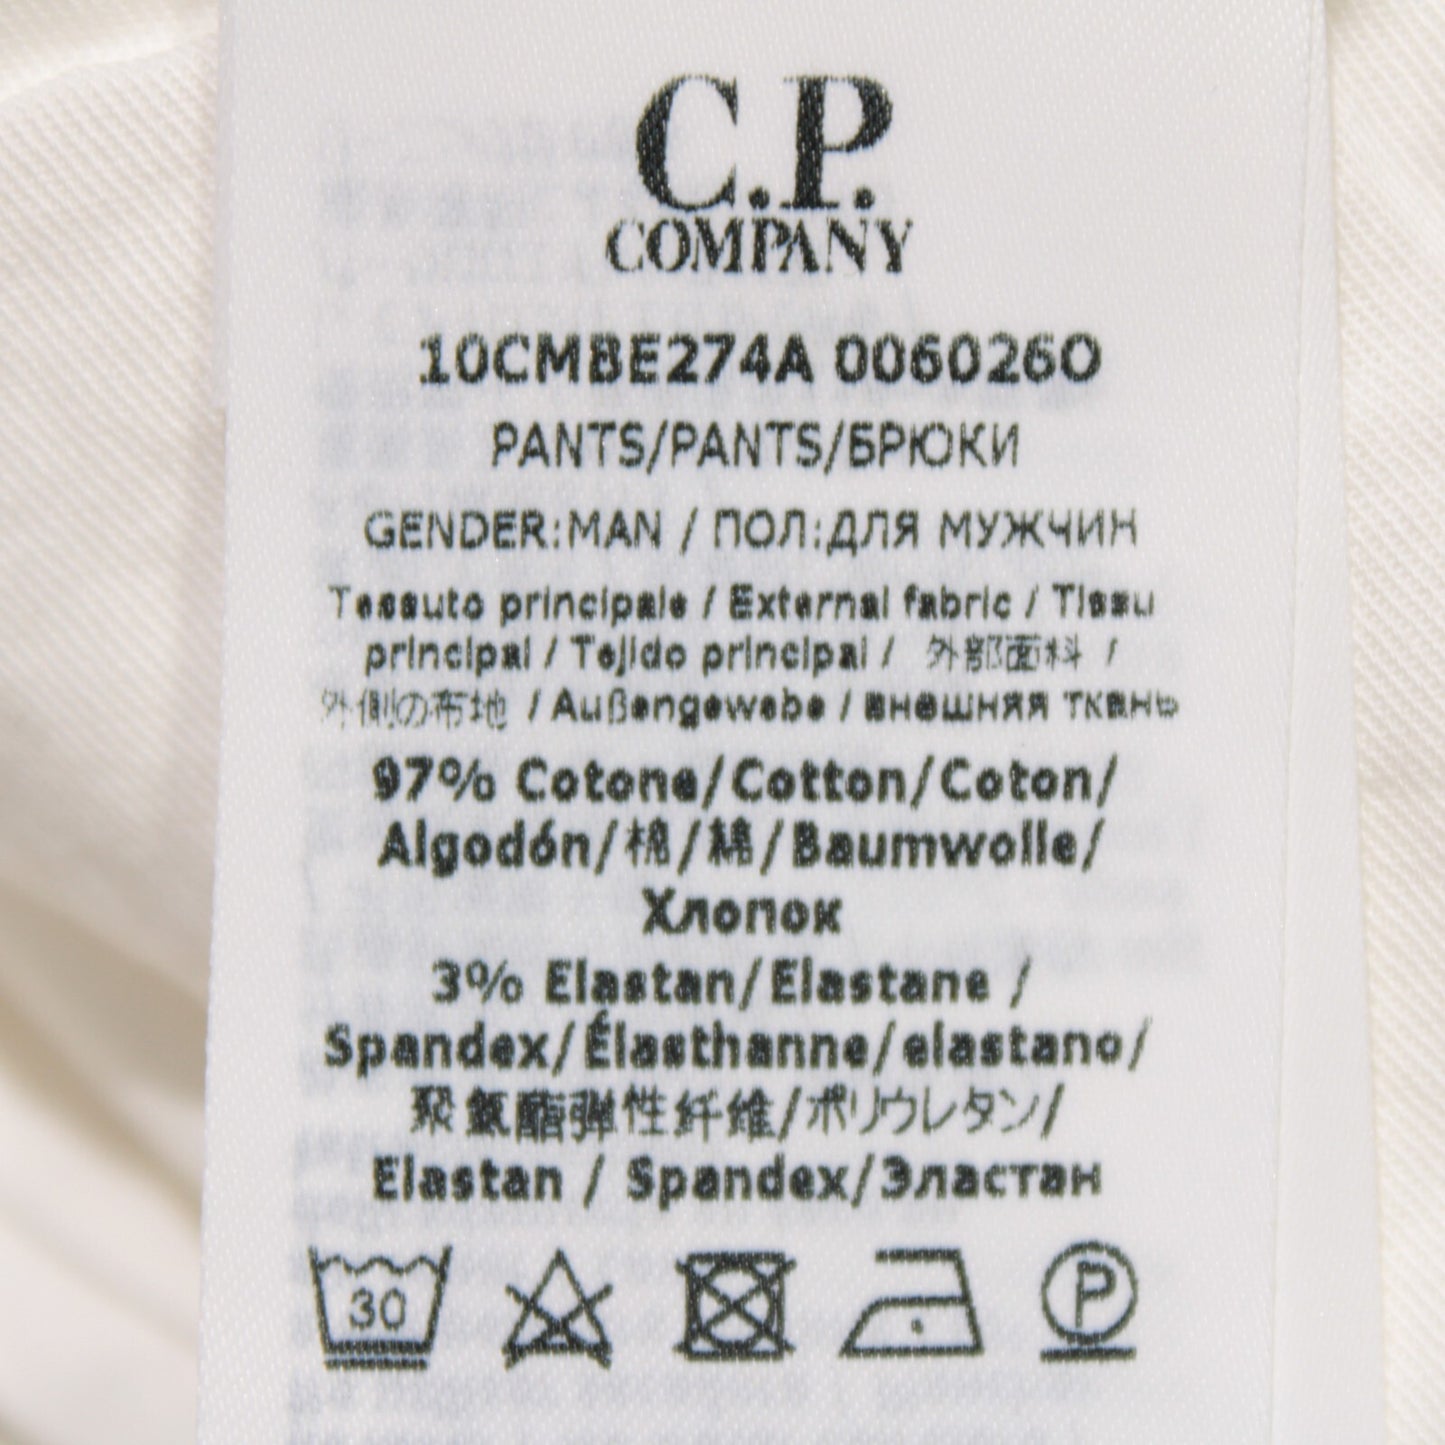 C.P.
COMPANY
10CMBE274A 006026O
PANTS/PANTS/БРЮКИ
GENDER:MAN / ПОЛ:ДЛЯ МУЖЧИН
Tessuto principale / External fabric / Tissu
principal / Tejido principal / 外部面料 /
外側の布地 / Außengewebe / внешняя ткань
97% Cotone/Cotton/Coton/
Algodón/棉/綿/Baumwolle/
Хлопок
3% Elastan/Elastane /
Spandex/Élasthanne/elastano/
聚氨酯弹性纤维/ポリウレタン/
Elastan / Spandex/Эластан
30
P